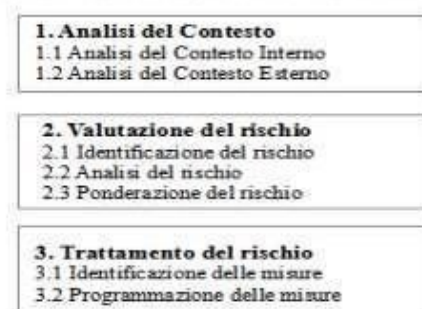 1. Analisi del Contesto
1.1 Analisi del Contesto Interno
1.2 Analisi del Contesto Esterno
2. Valutazione del rischio
2.1 Identificazione del rischio
2.2 Analisi del rischio
2.3 Ponderazione del rischio
3. Trattamento del rischio
3.1 Identificazione delle misure
3.2 Programmazione delle misure